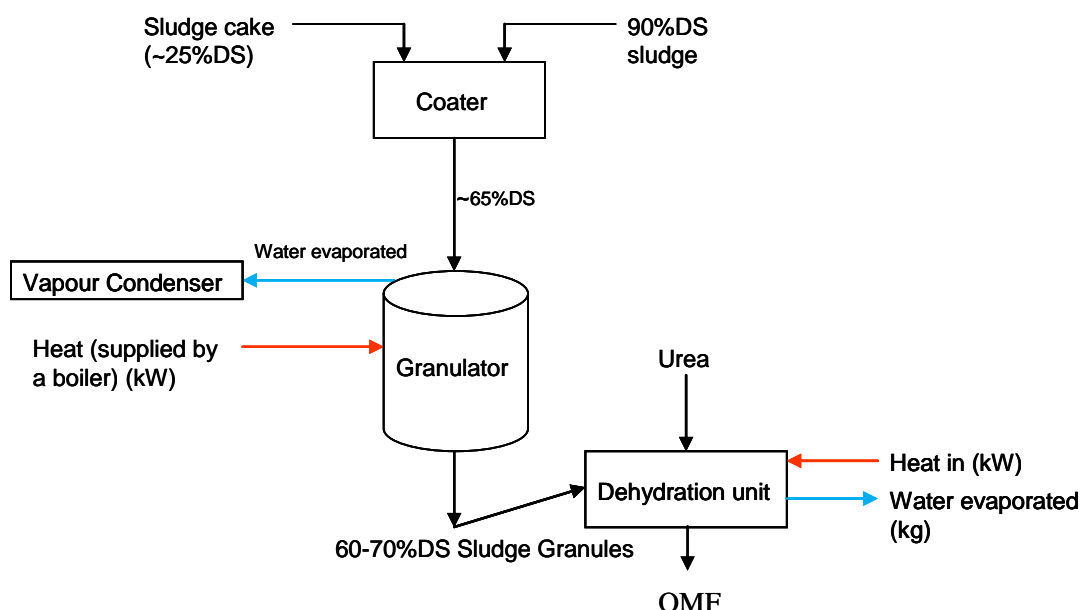 Sludge cake
(~25%DS)
90%DS
sludge
Coater
~65%DS
Water evaporated
Vapour Condenser
Heat (supplied by
a boiler) (kW)
Granulator
Urea
Dehydration unit
Heat in (kW)
Water evaporated
(kg)
60-70%DS Sludge Granules
OMF